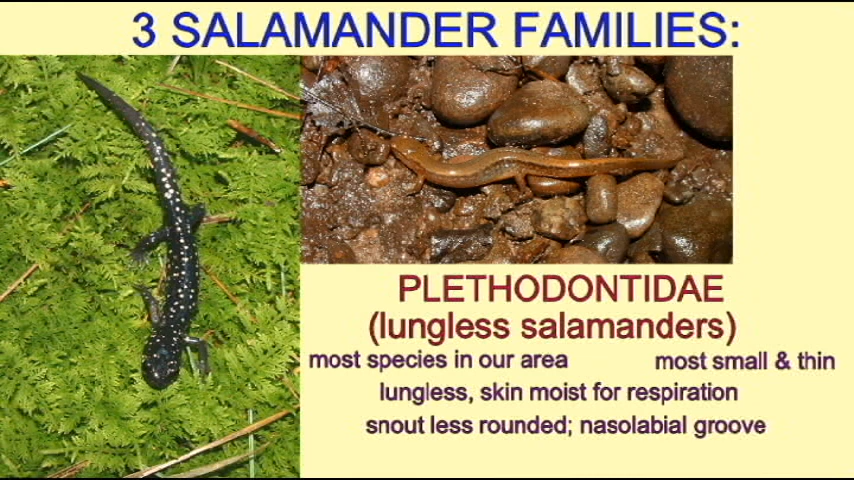 3 SALAMANDER FAMILIES:
PLETHODONTIDAE
(lungless salamanders)
most species in our area most small & thin
lungless, skin moist for respiration
snout less rounded; nasolabial groove